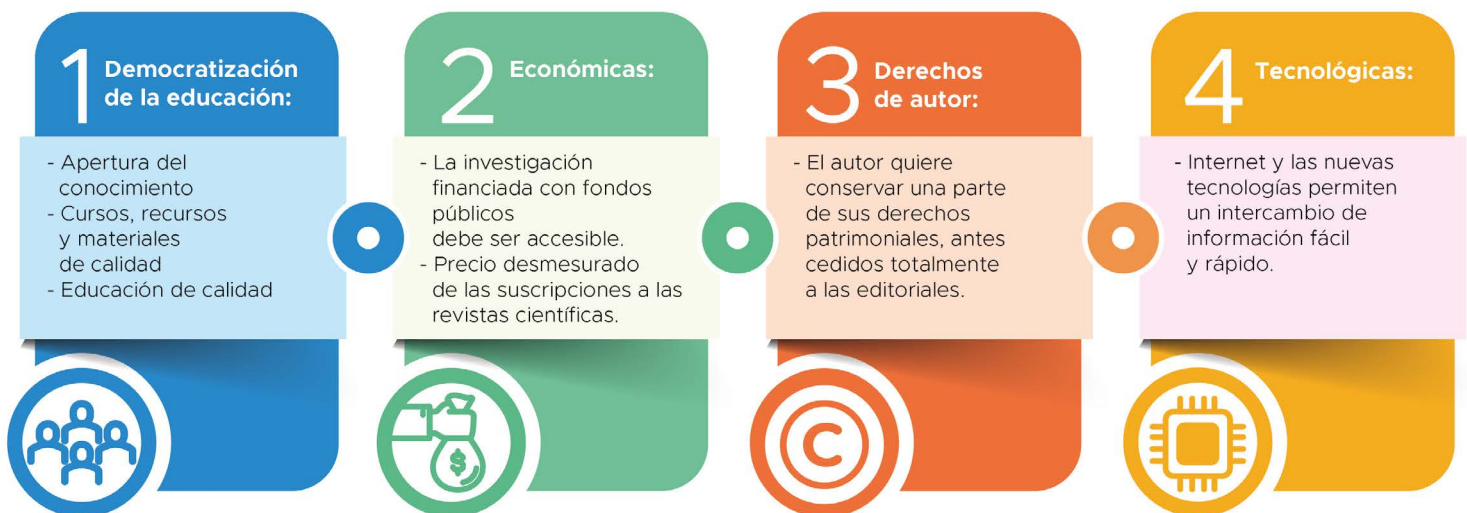 1
Democratización
de la educación:
- Apertura del
conocimiento
- Cursos, recursos
y materiales
de calidad
- Educación de calidad
2
Económicas:
- La investigación
financiada con fondos
públicos
debe ser accesible.
- Precio desmesurado
de las suscripciones a las
revistas científicas.
$
3
Derechos
de autor:
- El autor quiere
conservar una parte
de sus derechos
patrimoniales, antes
cedidos totalmente
a las editoriales.
C
4
Tecnológicas:
- Internet y las nuevas
tecnologías permiten
un intercambio de
información fácil
y rápido.